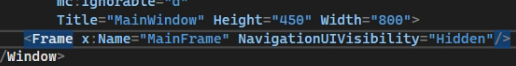 mc:Ignorable="d"
Title="MainWindow" Height="450" Width="800">
<Frame x:Name="MainFrame" NavigationUIVisibility="Hidden"/>
/Window>